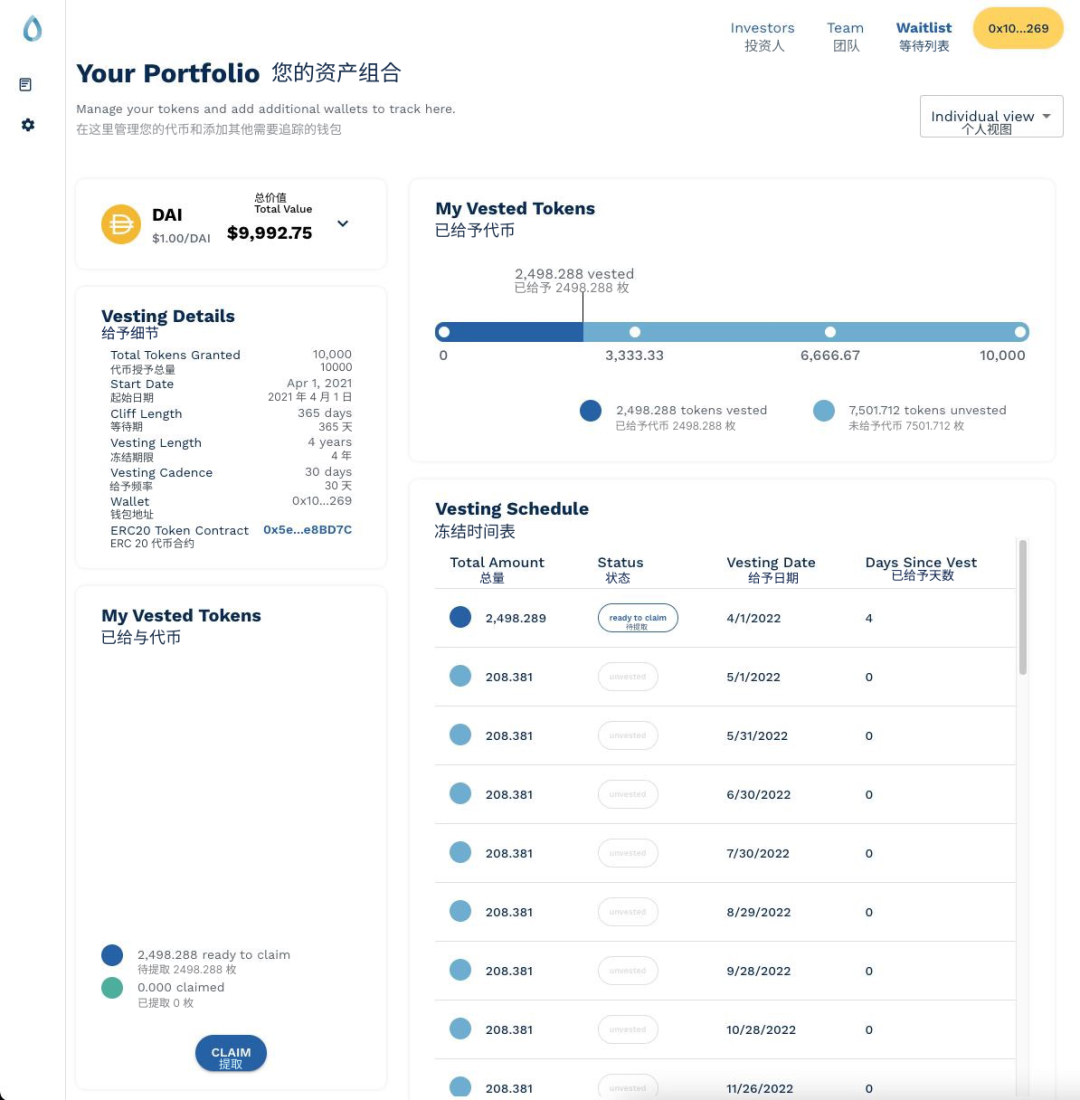 Investors
投资人
Team
团队
Waitlist
等待列表
0x10...269
Your Portfolio 您的资产组合
Manage your tokens and add additional wallets to track here.
在这里管理您的代币和添加其他需要追踪的钱包
Individual view
个人视图
DAI
$1.00/DAI
总价值
Total Value
$9,992.75
Vesting Details
给予细节
Total Tokens Granted 10,000
代币授予总量 10000
Start Date Apr 1, 2021
起始日期 2021 年 4 月 1 日
Cliff Length 365 days
等待期 365 天
Vesting Length 4 years
冻结期限 4 年
Vesting Cadence 30 days
给予频率 30 天
Wallet 0x10...269
钱包地址
ERC20 Token Contract 0x5e...e8BD7C
ERC 20 代币合约
My Vested Tokens
已给与代币
2,498.288 ready to claim
待提取 2498.288 枚
0.000 claimed
已提取 0 枚
CLAIM
提取
My Vested Tokens
已给予代币
2,498.288 vested
已给予 2498.288 枚
0 3,333.33 6,666.67 10,000
2,498.288 tokens vested
已给予代币 2498.288 枚
7,501.712 tokens unvested
未给予代币 7501.712 枚
Vesting Schedule
冻结时间表
Total Amount Status Vesting Date Days Since Vest
总量 状态 给予日期 已给予天数
2,498.289 ready to claim 4/1/2022 4
待提取
208.381 unvested 5/1/2022 0
208.381 unvested 5/31/2022 0
208.381 unvested 6/30/2022 0
208.381 unvested 7/30/2022 0
208.381 unvested 8/29/2022 0
208.381 unvested 9/28/2022 0
208.381 unvested 10/28/2022 0
208.381 unvested 11/26/2022 0